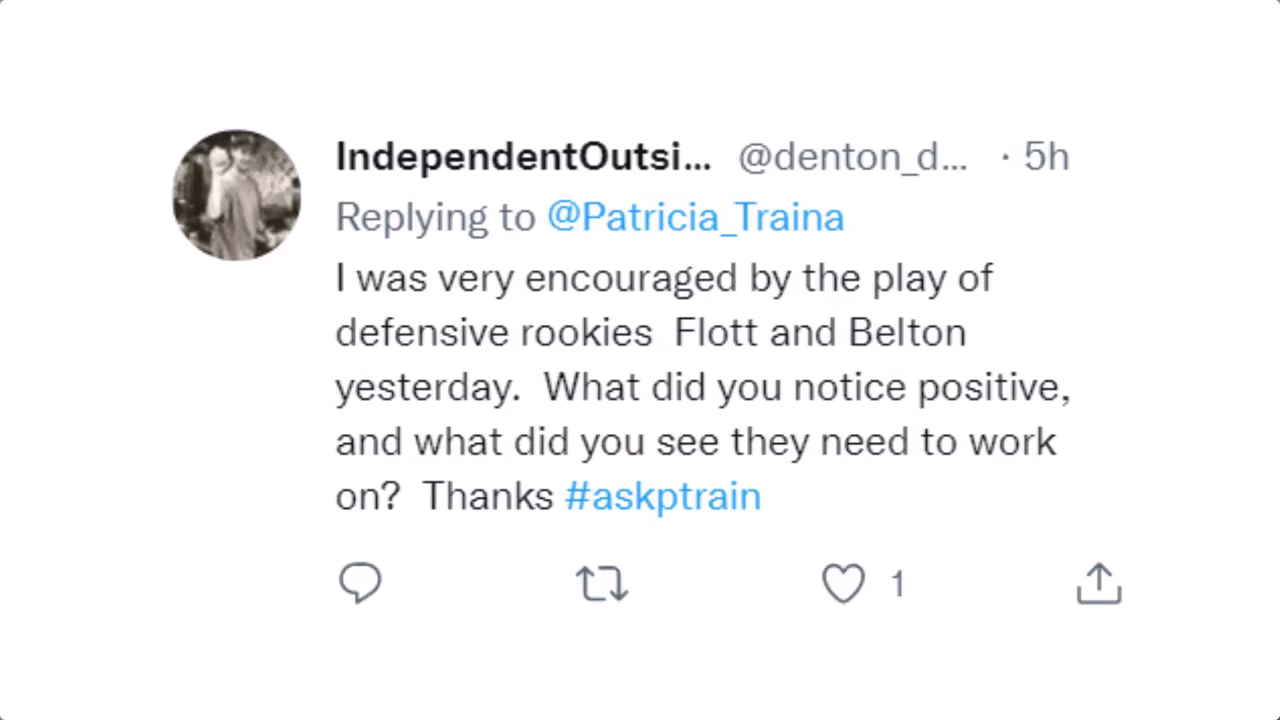 IndependentOutsi... @denton_d... · 5h
Replying to @Patricia_Traina
I was very encouraged by the play of
defensive rookies  Flott and Belton
yesterday.  What did you notice positive,
and what did you see they need to work
on?  Thanks #askptrain
1